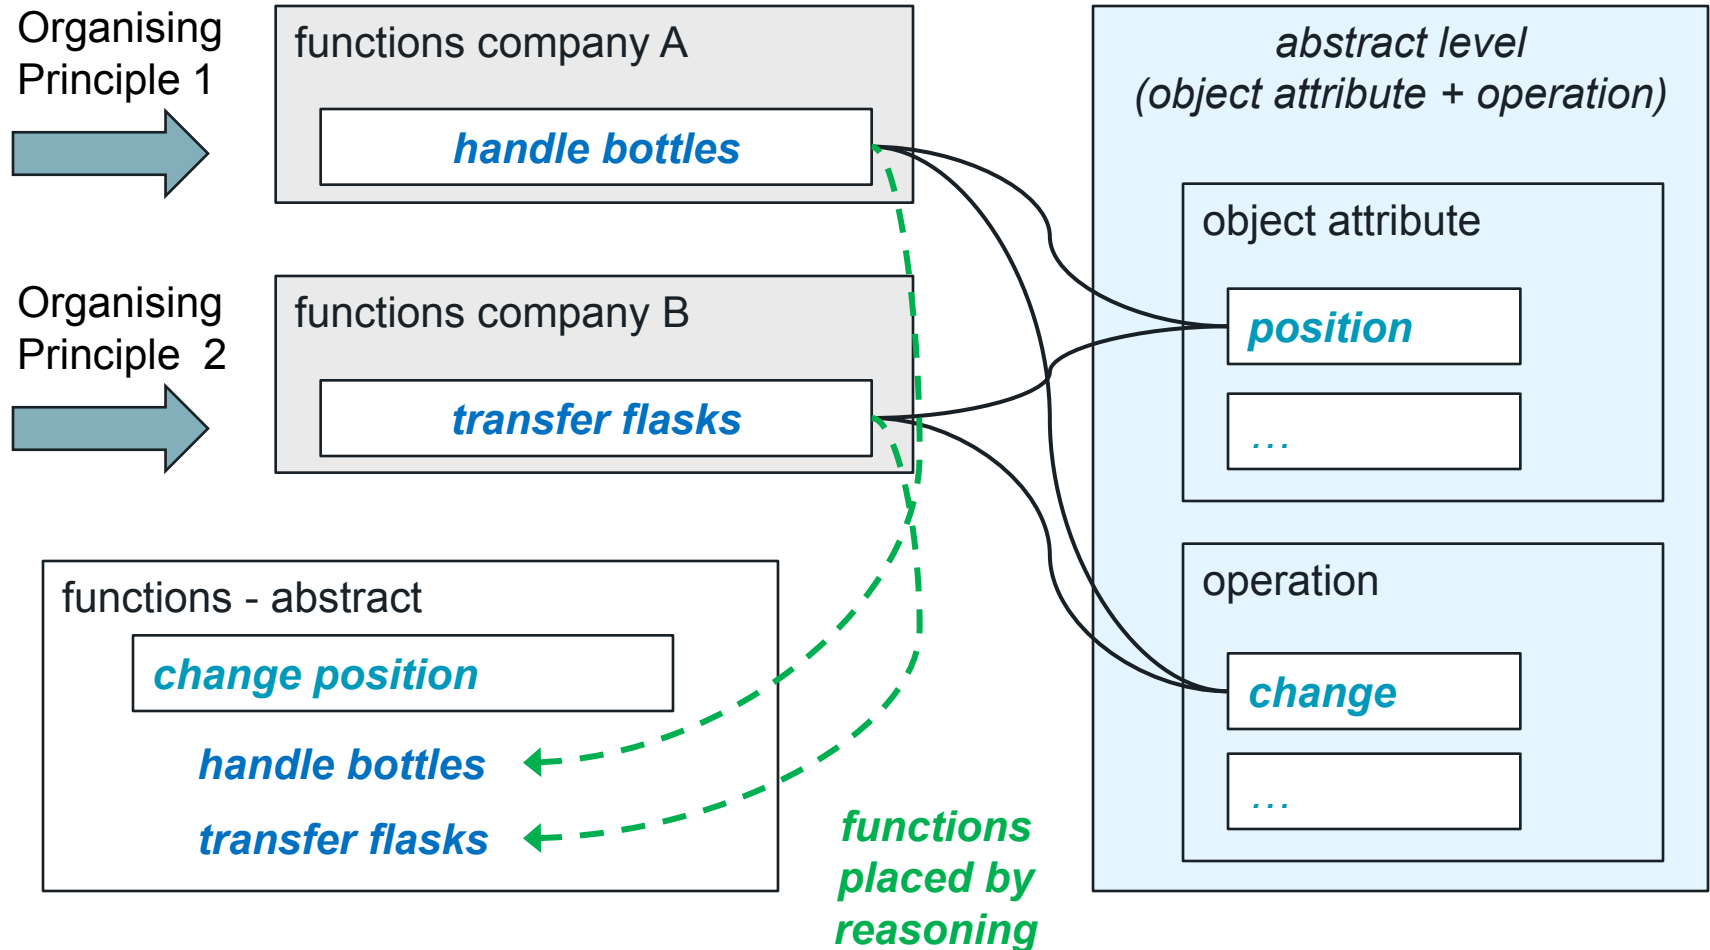 Organising
Principle 1
functions company A
handle bottles
Organising
Principle 2
functions company B
transfer flasks
functions - abstract
change position
handle bottles
transfer flasks
functions
placed by
reasoning
abstract level
(object attribute + operation)
object attribute
position
...
operation
change
...